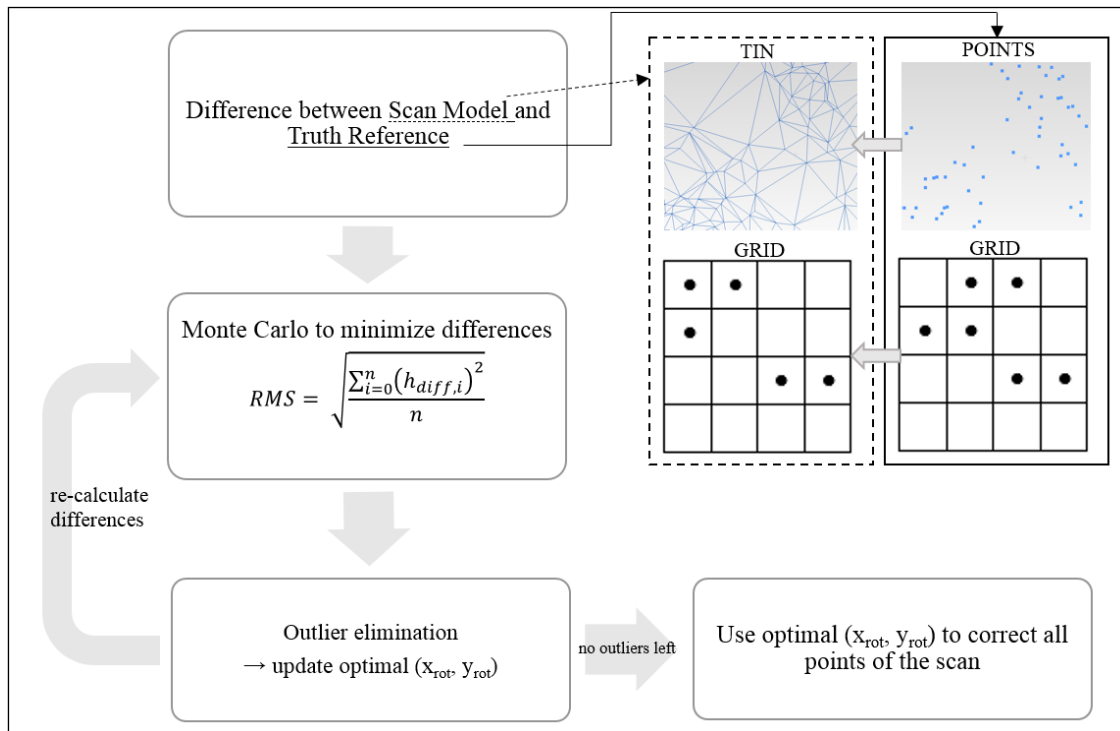 Difference between Scan Model and
Truth Reference
TIN
POINTS
GRID
GRID
Monte Carlo to minimize differences
RMS = √(∑ⁿᵢ₌₀(h_diff,i)² / n)
re-calculate
differences
Outlier elimination
→ update optimal (x_rot, y_rot)
no outliers left
Use optimal (x_rot, y_rot) to correct all
points of the scan